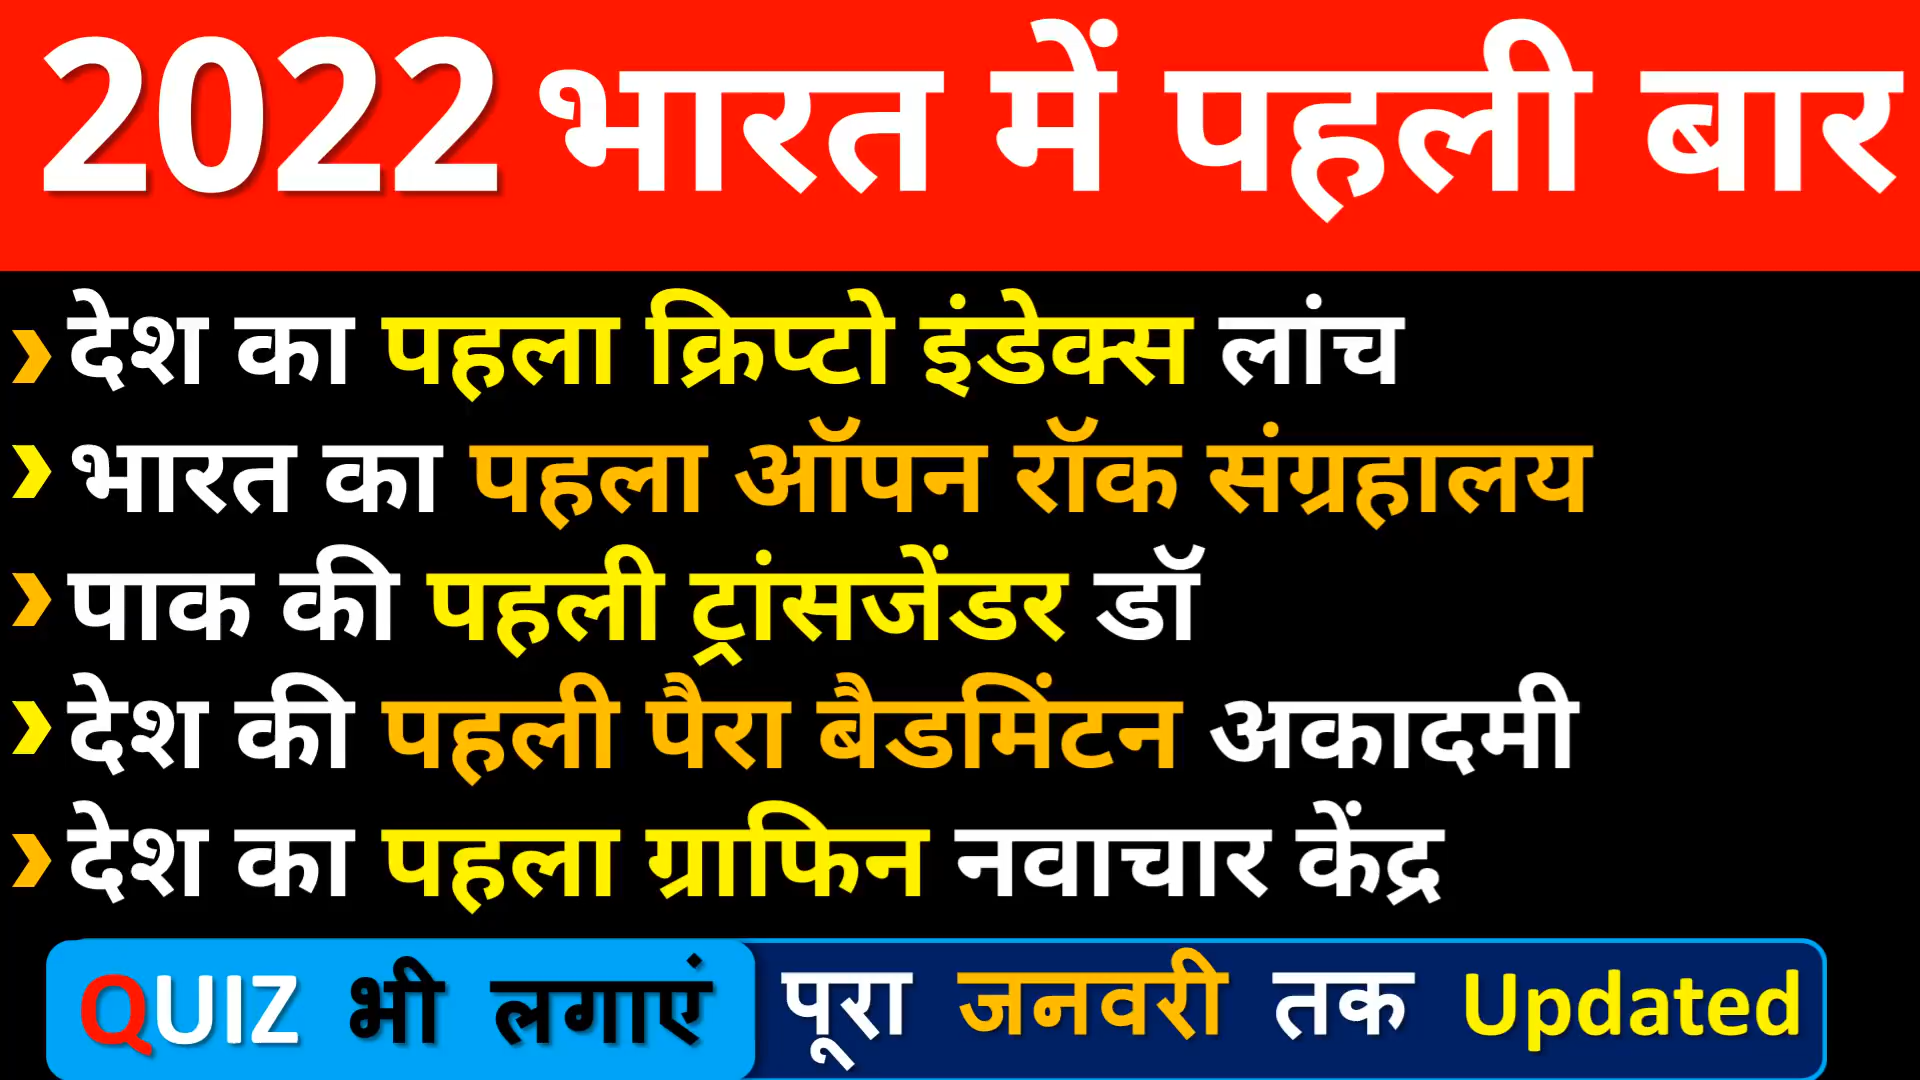 2022 भारत में पहली बार
देश का पहला क्रिप्टो इंडेक्स लांच
भारत का पहला ऑपन रॉक संग्रहालय
पाक की पहली ट्रांसजेंडर डॉ
देश की पहली पैरा बैडमिंटन अकादमी
देश का पहला ग्राफिन नवाचार केंद्र
QUIZ भी लगाएं पूरा जनवरी तक Updated